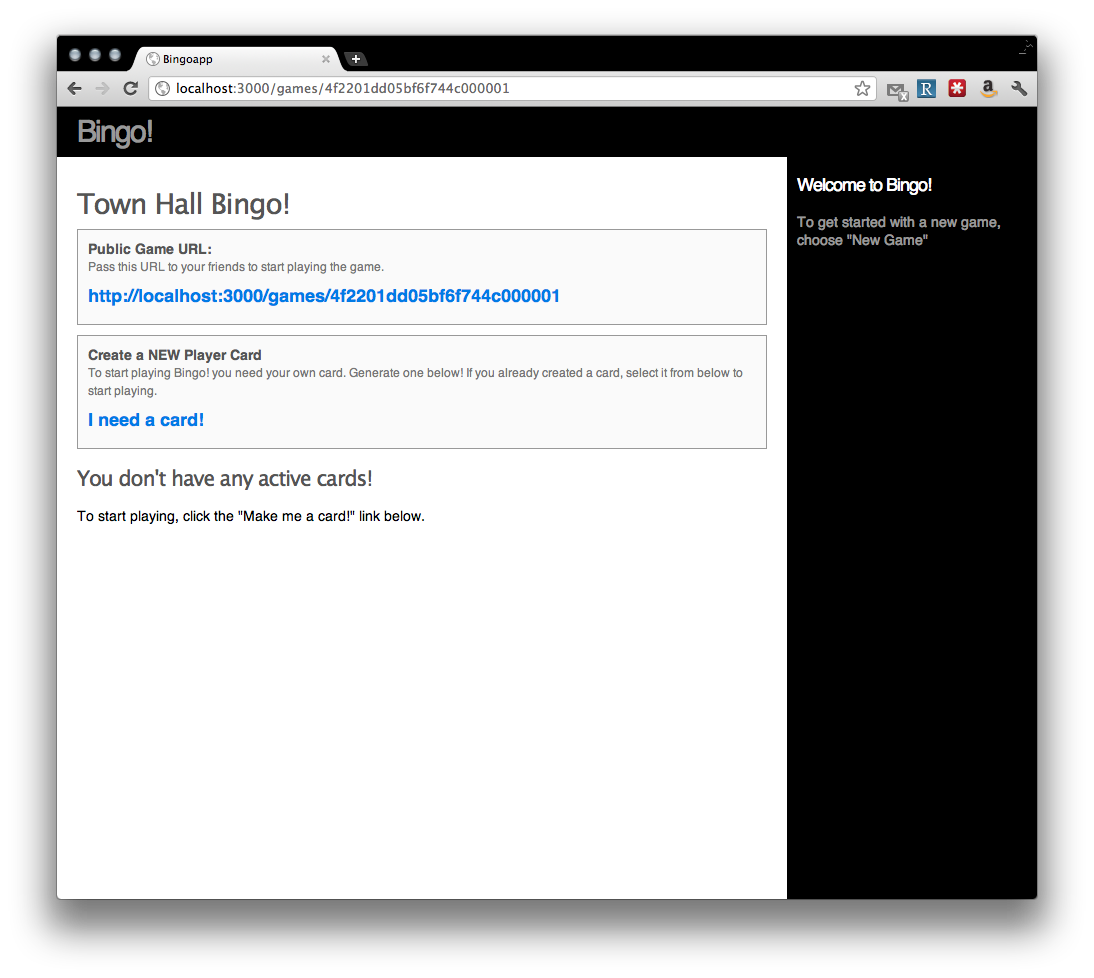 Bingoapp
localhost:3000/games/4f2201dd05bf6f744c000001
R
a
Bingo!
Town Hall Bingo!
Public Game URL:
Pass this URL to your friends to start playing the game.
http://localhost:3000/games/4f2201dd05bf6f744c000001
Create a NEW Player Card
To start playing Bingo! you need your own card. Generate one below! If you already created a card, select it from below to
start playing.
I need a card!
You don't have any active cards!
To start playing, click the "Make me a card!" link below.
Welcome to Bingo!
To get started with a new game,
choose "New Game"